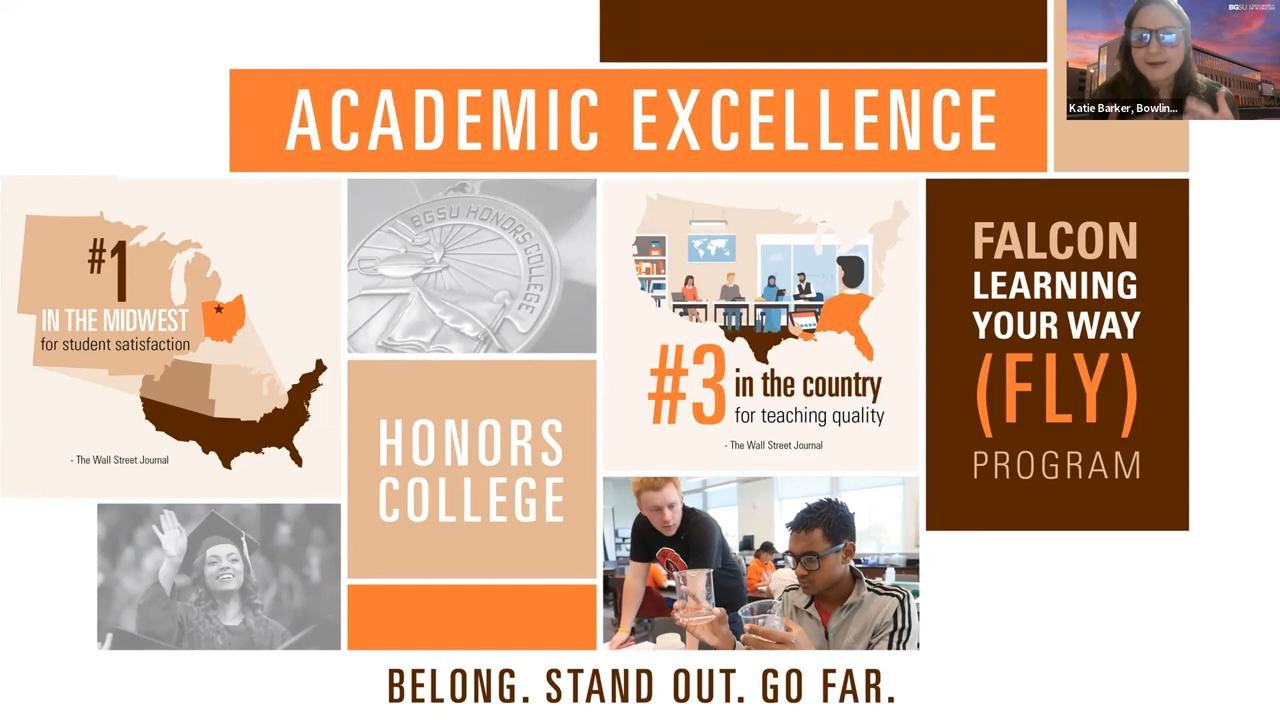 BGSU
Katie Barker, Bowlin...
ACADEMIC EXCELLENCE
#1
IN THE MIDWEST
for student satisfaction
- The Wall Street Journal
BGSU HONORS COLLEGE
HONORS
COLLEGE
#3 in the country
for teaching quality
- The Wall Street Journal
FALCON
LEARNING
YOUR WAY
(FLY)
PROGRAM
BELONG. STAND OUT. GO FAR.